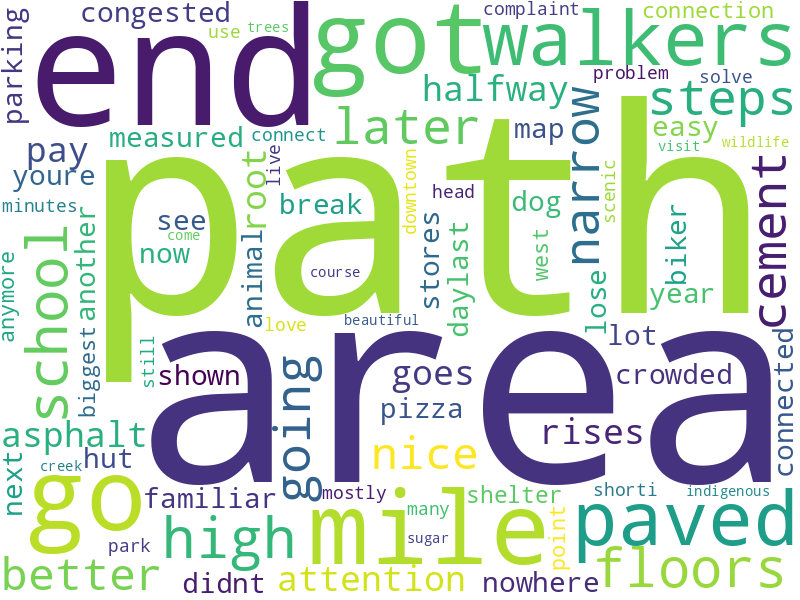 parking
congested
use
trees
end
got
complaint
connection
walkers
problem
solve
halfway
steps
measured
connect
later
map
narrow
easy
wildlife
visit
pay
youre
live
root
path
break
head
dog
downtown
scenic
cement
minutes
see
come
now
another
animal
course
stores
daylast
west
lose
biker
year
anymore
school
love
beautiful
area
lot
biggest
still
shown
going
goes
pizza
crowded
rises
connected
asphalt
nice
next
creek
hut
go
familiar
mostly
mile
many
shelter
shorti
indigenous
park
high
sugar
point
paved
better
didnt
attention
nowhere
floors